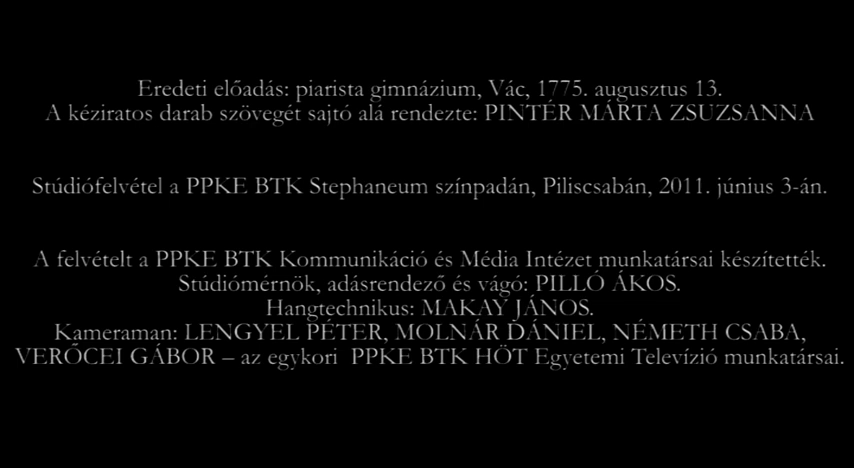 Eredeti előadás: piarista gimnázium, Vác, 1775. augusztus 13.
A kéziratos darab szövegét sajtó alá rendezte: PINTÉR MÁRTA ZSUZSANNA
Stúdiófelvétel a PPKE BTK Stephaneum színpadán, Piliscsabán, 2011. június 3-án.
A felvételt a PPKE BTK Kommunikáció és Média Intézet munkatársai készítették.
Stúdiómérnök, adásrendező és vágó: PILLÓ ÁKOS.
Hangtechnikus: MAKAY JÁNOS.
Kameraman: LENGYEL PÉTER, MOLNÁR DÁNIEL, NÉMETH CSABA,
VERŐCEI GÁBOR – az egykori PPKE BTK HÖT Egyetemi Televízió munkatársai.